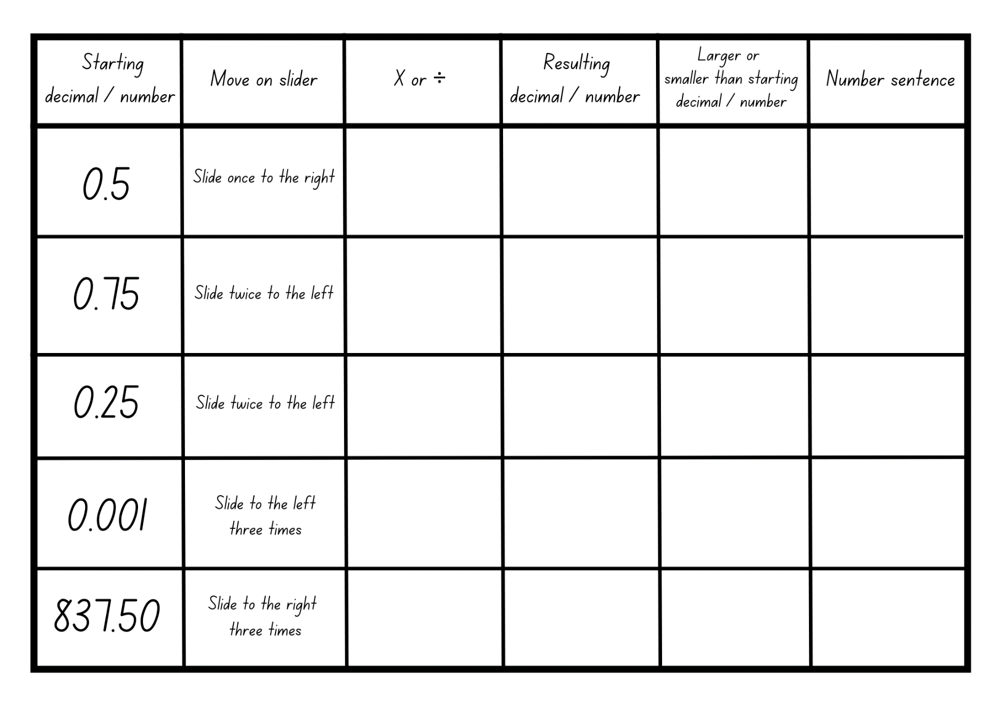 Starting
decimal / number
Move on slider
X or ÷
Resulting
decimal / number
Larger or
smaller than starting
decimal / number
Number sentence
0.5
Slide once to the right
0.75
Slide twice to the left
0.25
Slide twice to the left
0.001
Slide to the left
three times
837.50
Slide to the right
three times